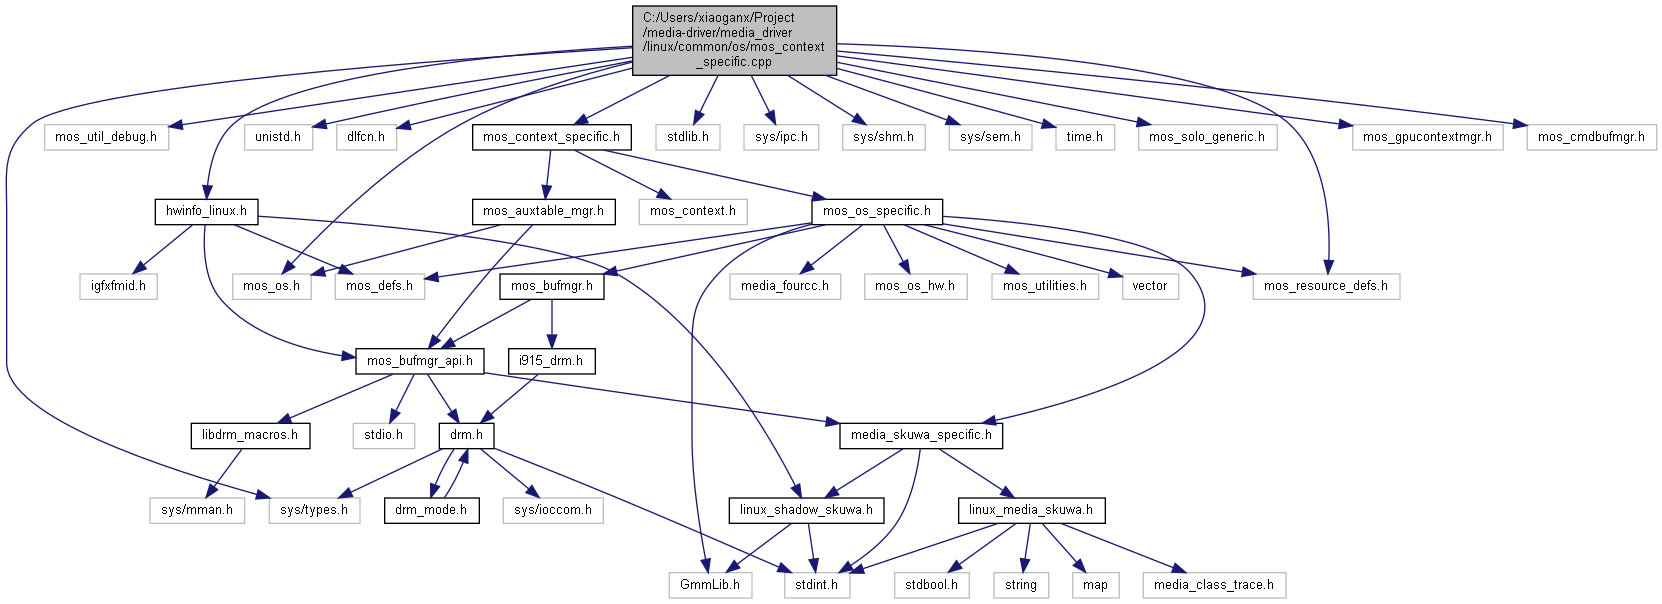 C:/Users/xiaoganx/Project
/media-driver/media_driver
/linux/common/os/mos_context
_specific.cpp
mos_util_debug.h
unistd.h
dlfcn.h
mos_context_specific.h
stdlib.h
sys/ipc.h
sys/shm.h
sys/sem.h
time.h
mos_solo_generic.h
mos_gpucontextmgr.h
mos_cmdbufmgr.h
hwinfo_linux.h
mos_auxtable_mgr.h
mos_context.h
mos_os_specific.h
igfxfmid.h
mos_os.h
mos_defs.h
mos_bufmgr.h
media_fourcc.h
mos_os_hw.h
mos_utilities.h
vector
mos_resource_defs.h
mos_bufmgr_api.h
i915_drm.h
libdrm_macros.h
stdio.h
drm.h
media_skuwa_specific.h
sys/mman.h
sys/types.h
drm_mode.h
sys/ioccom.h
linux_shadow_skuwa.h
linux_media_skuwa.h
GmmLib.h
stdint.h
stdbool.h
string
map
media_class_trace.h